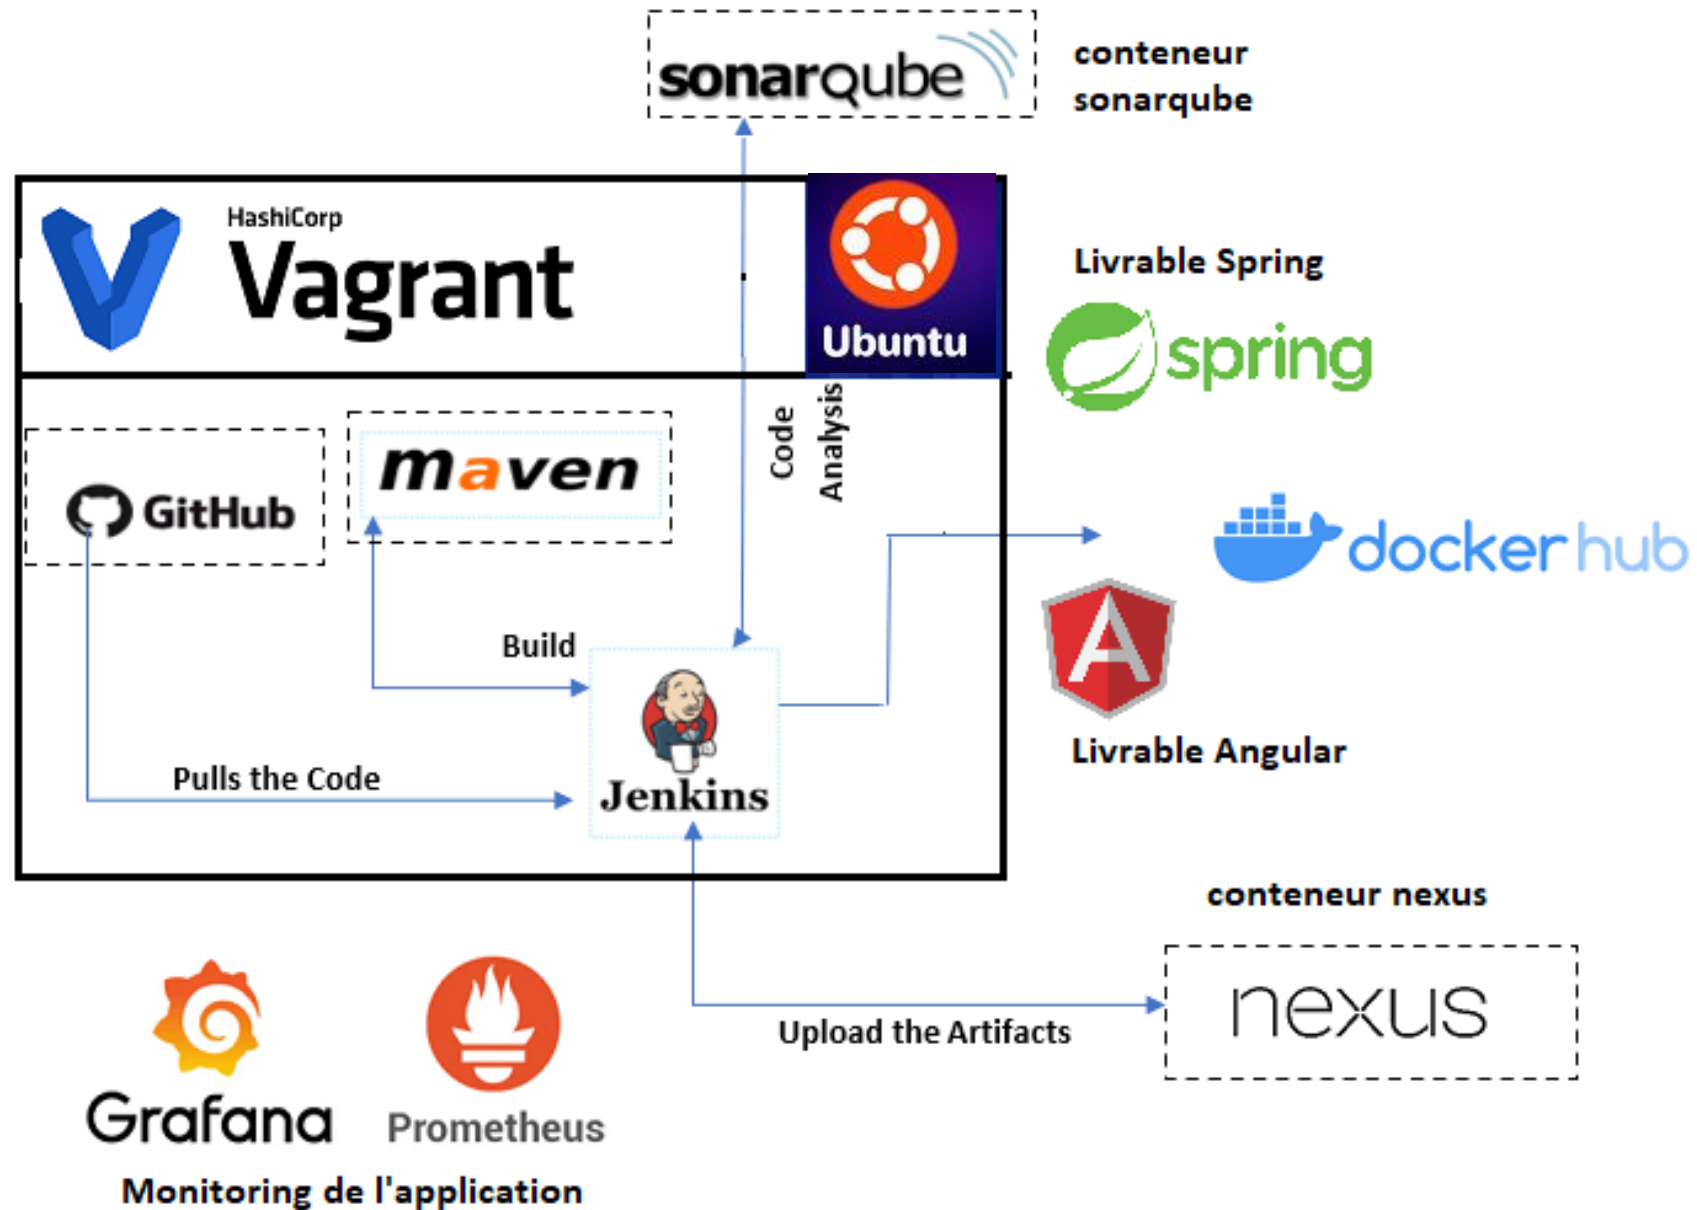 sonarqube
conteneur
sonarqube
HashiCorp
Vagrant
Ubuntu
Livrable Spring
spring
Code
Analysis
maven
GitHub
docker hub
Build
Livrable Angular
Pulls the Code
Jenkins
conteneur nexus
nexus
Upload the Artifacts
Grafana
Prometheus
Monitoring de l'application